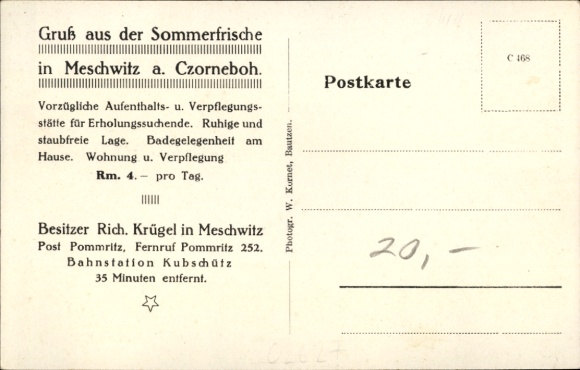 Gruß aus der Sommerfrische
in Meschwitz a. Czorneboh.
Vorzügliche Aufenthalts- u. Verpflegungs-
stätte für Erholungssuchende. Ruhige und
staubfreie Lage. Badegelegenheit am
Hause. Wohnung u. Verpflegung
Rm. 4.– pro Tag.
Besitzer Rich. Krügel in Meschwitz
Post Pommritz, Fernruf Pommritz 252.
Bahnstation Kubschütz
35 Minuten entfernt.
Photogr. W. Kornet, Bautzen.
Postkarte
C 168
20,–